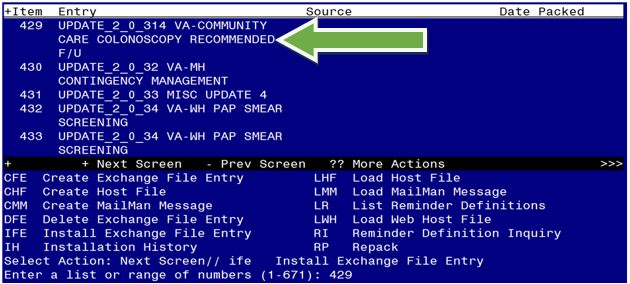 +Item Entry Source Date Packed
429 UPDATE_2_0_314 VA-COMMUNITY
CARE COLONOSCOPY RECOMMENDED
F/U
430 UPDATE_2_0_32 VA-MH
CONTINGENCY MANAGEMENT
431 UPDATE_2_0_33 MISC UPDATE 4
432 UPDATE_2_0_34 VA-WH PAP SMEAR
SCREENING
433 UPDATE_2_0_34 VA-WH PAP SMEAR
SCREENING
+ + Next Screen - Prev Screen ?? More Actions >>>
CFE Create Exchange File Entry LHF Load Host File
CHF Create Host File LMM Load MailMan Message
CMM Create MailMan Message LR List Reminder Definitions
DFE Delete Exchange File Entry LWH Load Web Host File
IFE Install Exchange File Entry RI Reminder Definition Inquiry
IH Installation History RP Repack
Select Action: Next Screen// ife Install Exchange File Entry
Enter a list or range of numbers (1-671): 429